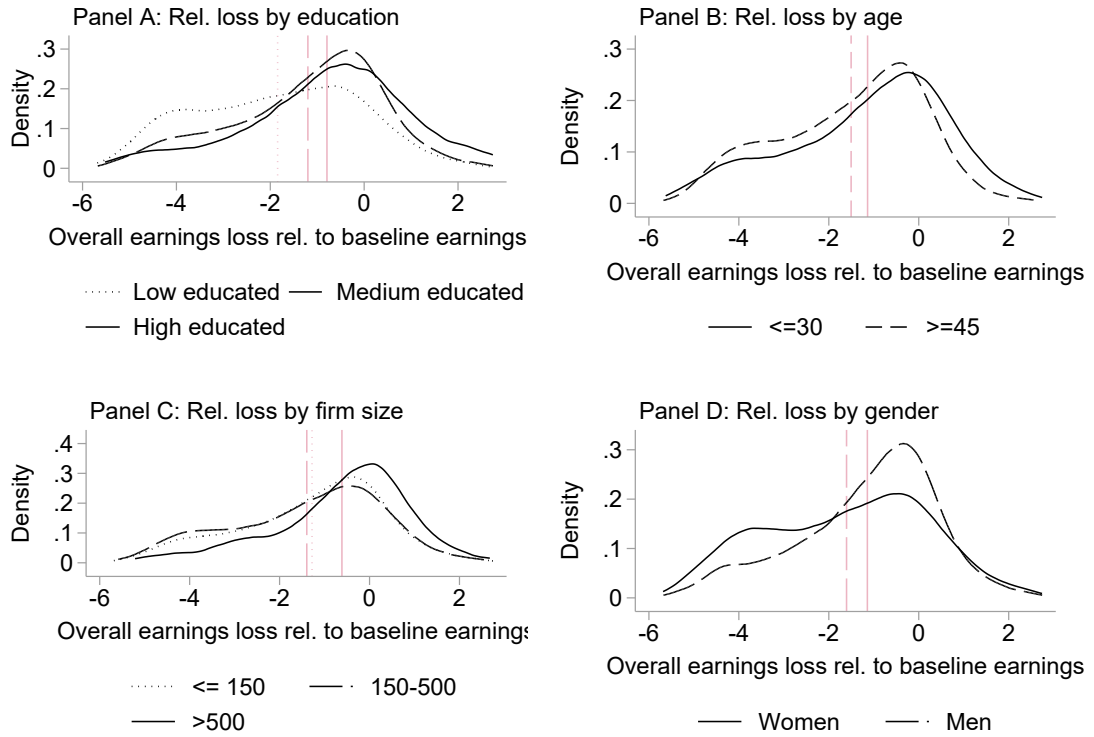 Panel A: Rel. loss by education
Density
.3
.2
.1
0
-6 -4 -2 0 2
Overall earnings loss rel. to baseline earnings
Low educated Medium educated
High educated
Panel B: Rel. loss by age
Density
.3
.2
.1
0
-6 -4 -2 0 2
Overall earnings loss rel. to baseline earnings
<=30 >=45
Panel C: Rel. loss by firm size
Density
.4
.3
.2
.1
0
-6 -4 -2 0 2
Overall earnings loss rel. to baseline earnings
<= 150 150-500
>500
Panel D: Rel. loss by gender
Density
.3
.2
.1
0
-6 -4 -2 0 2
Overall earnings loss rel. to baseline earnings
Women Men